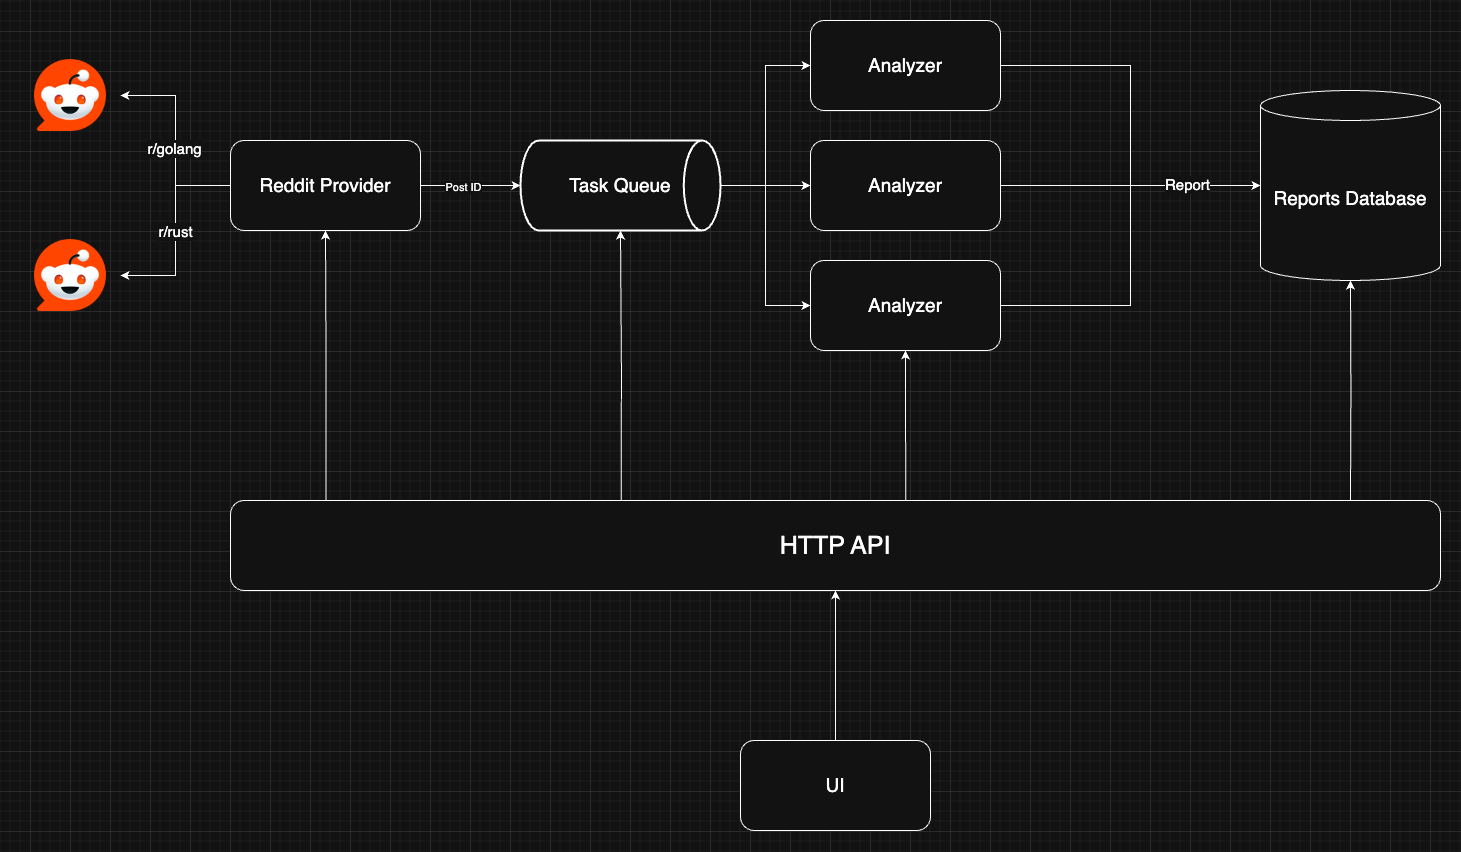 Analyzer
r/golang
Reddit Provider
Post ID
Task Queue
Analyzer
Report
Reports Database
r/rust
Analyzer
HTTP API
UI